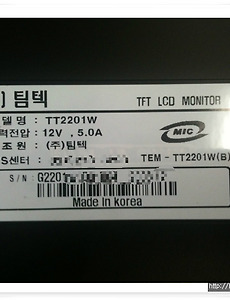 ) 팀텍 TFT LCD MONITOR
델 명 : TT2201W
력전압 : 12V , 5.0A
조 원 : (주)팀텍
MIC
S센터 :
TEM - TT2201W(B)
S/N : G2201
Made in korea